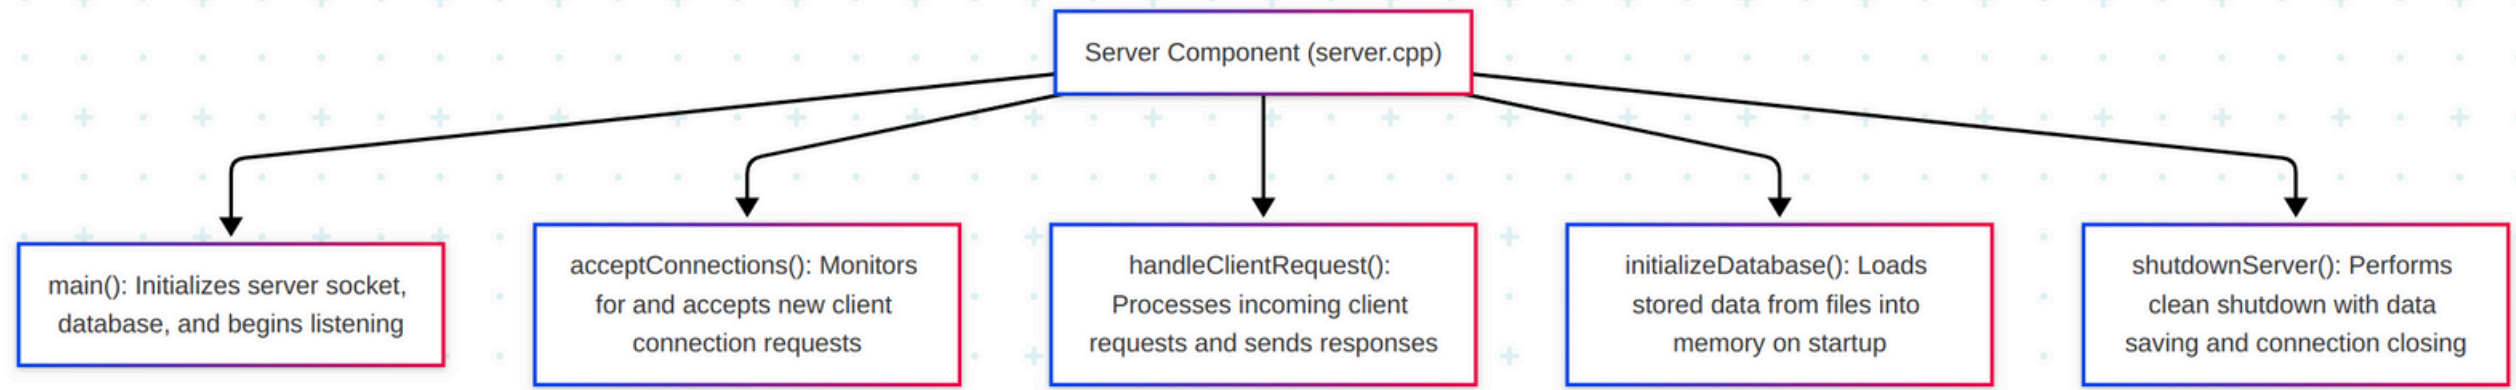 Server Component (server.cpp)
main(): Initializes server socket,
database, and begins listening
acceptConnections(): Monitors
for and accepts new client
connection requests
handleClientRequest():
Processes incoming client
requests and sends responses
initializeDatabase(): Loads
stored data from files into
memory on startup
shutdownServer(): Performs
clean shutdown with data
saving and connection closing